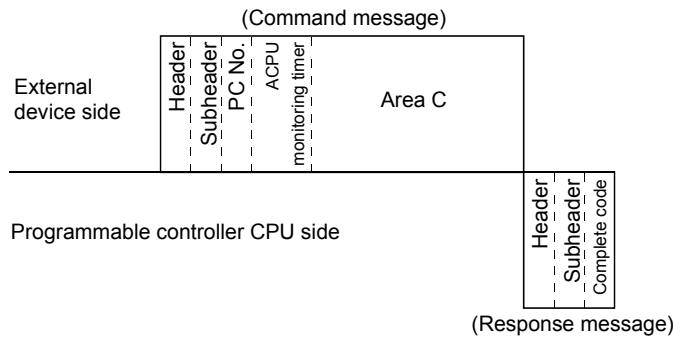 (Command message)
External
device side
Header
Subheader
PC No.
ACPU
monitoring timer
Area C
Programmable controller CPU side
Header
Subheader
Complete code
(Response message)